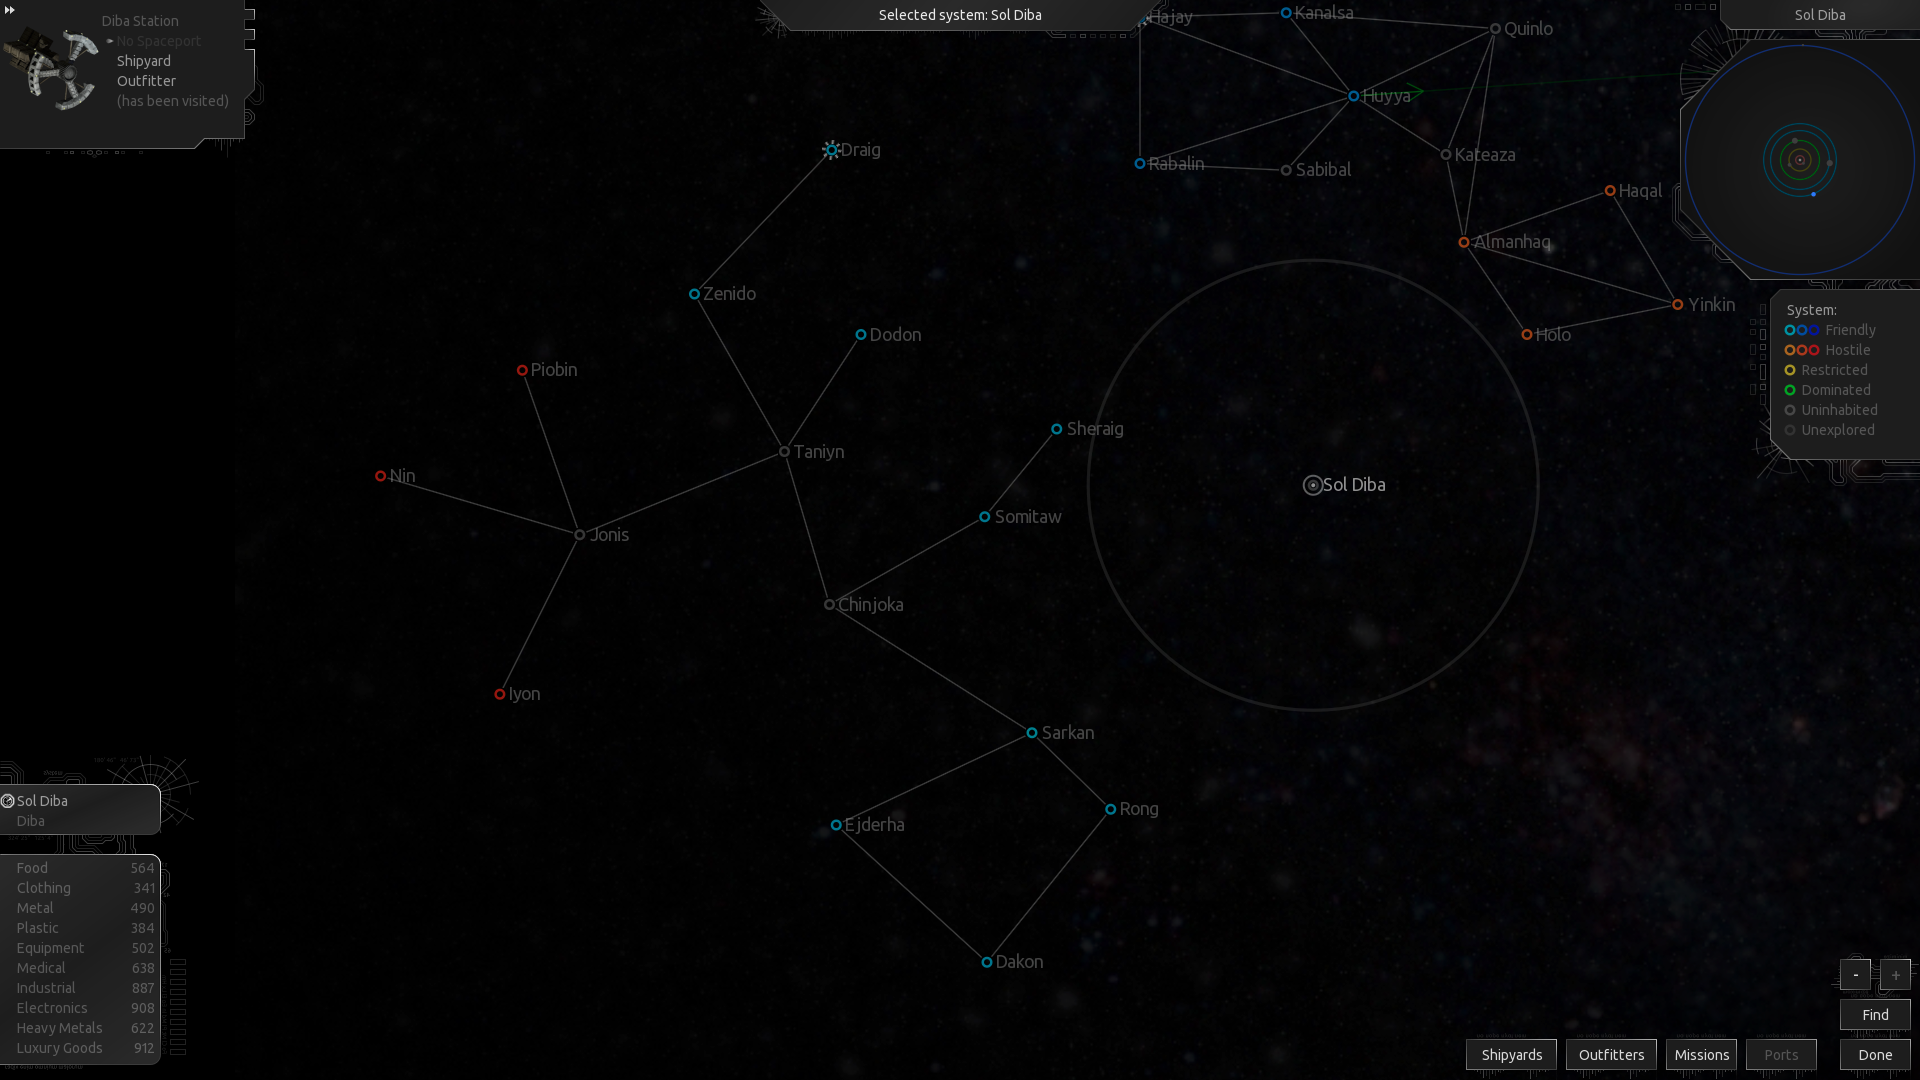 Diba Station
No Spaceport
Shipyard
Outfitter
(has been visited)
Selected system: Sol Diba
Sol Diba
Hajay
Kanalsa
Quinlo
Huyya
Draig
Rabalin
Sabibal
Kateaza
Haqal
Almanhaq
Zenido
Yinkin
Dodon
Holo
Piobin
Sheraig
Taniyn
Nin
Sol Diba
Somitaw
Jonis
Chinjoka
Iyon
Sarkan
Rong
Ejderha
Dakon
System:
Friendly
Hostile
Restricted
Dominated
Uninhabited
Unexplored
Sol Diba
Diba
Food 564
Clothing 341
Metal 490
Plastic 384
Equipment 502
Medical 638
Industrial 887
Electronics 908
Heavy Metals 622
Luxury Goods 912
- +
Find
Shipyards Outfitters Missions Ports Done